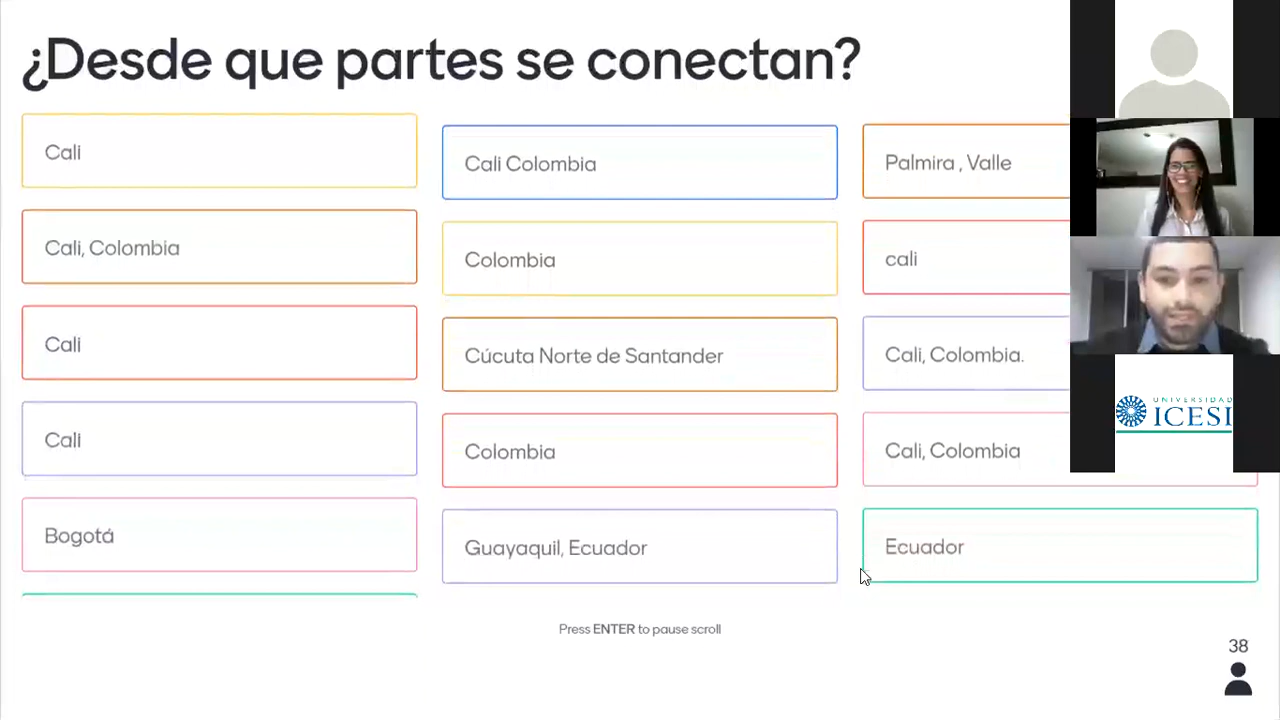 ¿Desde que partes se conectan?
Cali
Cali, Colombia
Cali
Cali
Bogotá
Cali Colombia
Colombia
Cúcuta Norte de Santander
Colombia
Guayaquil, Ecuador
Palmira , Valle
cali
Cali, Colombia.
Cali, Colombia
Ecuador
UNIVERSIDAD
ICESI
Press ENTER to pause scroll
38